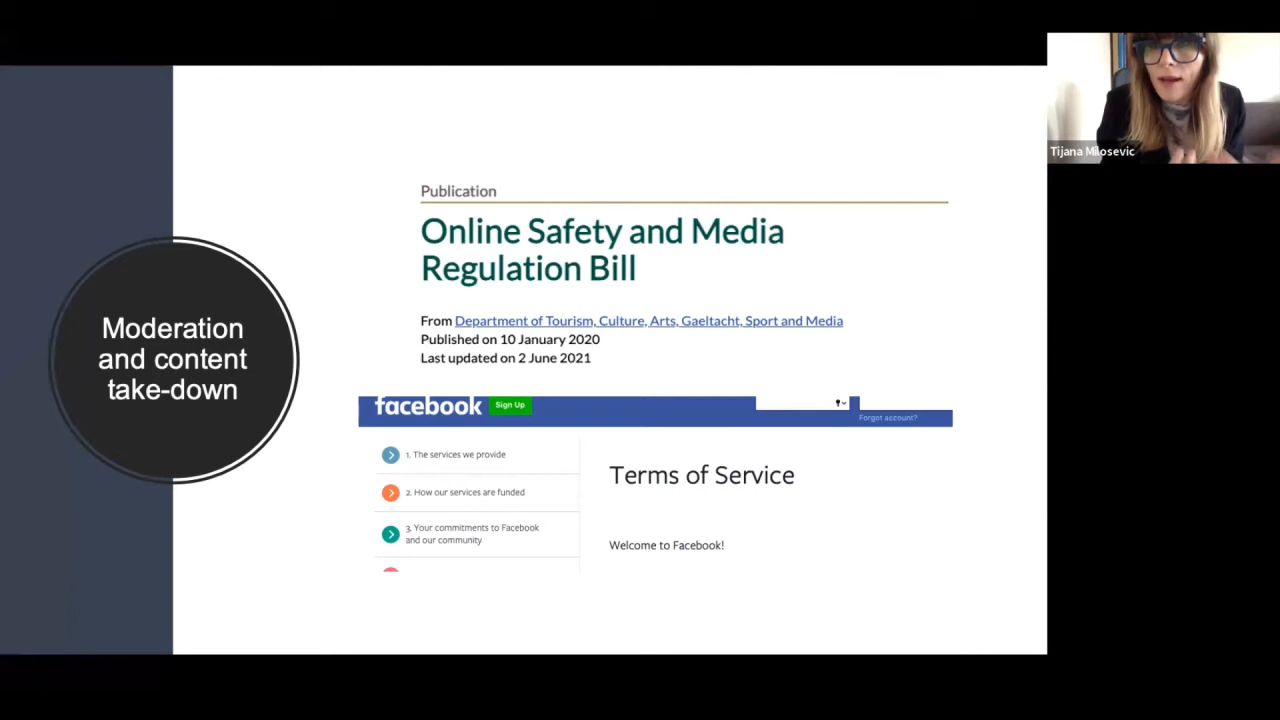 Tijana Milosevic
Moderation
and content
take-down
Publication
Online Safety and Media
Regulation Bill
From Department of Tourism, Culture, Arts, Gaeltacht, Sport and Media
Published on 10 January 2020
Last updated on 2 June 2021
facebook
Sign Up
Forgot account?
1. The services we provide
2. How our services are funded
3. Your commitments to Facebook
and our community
Terms of Service
Welcome to Facebook!